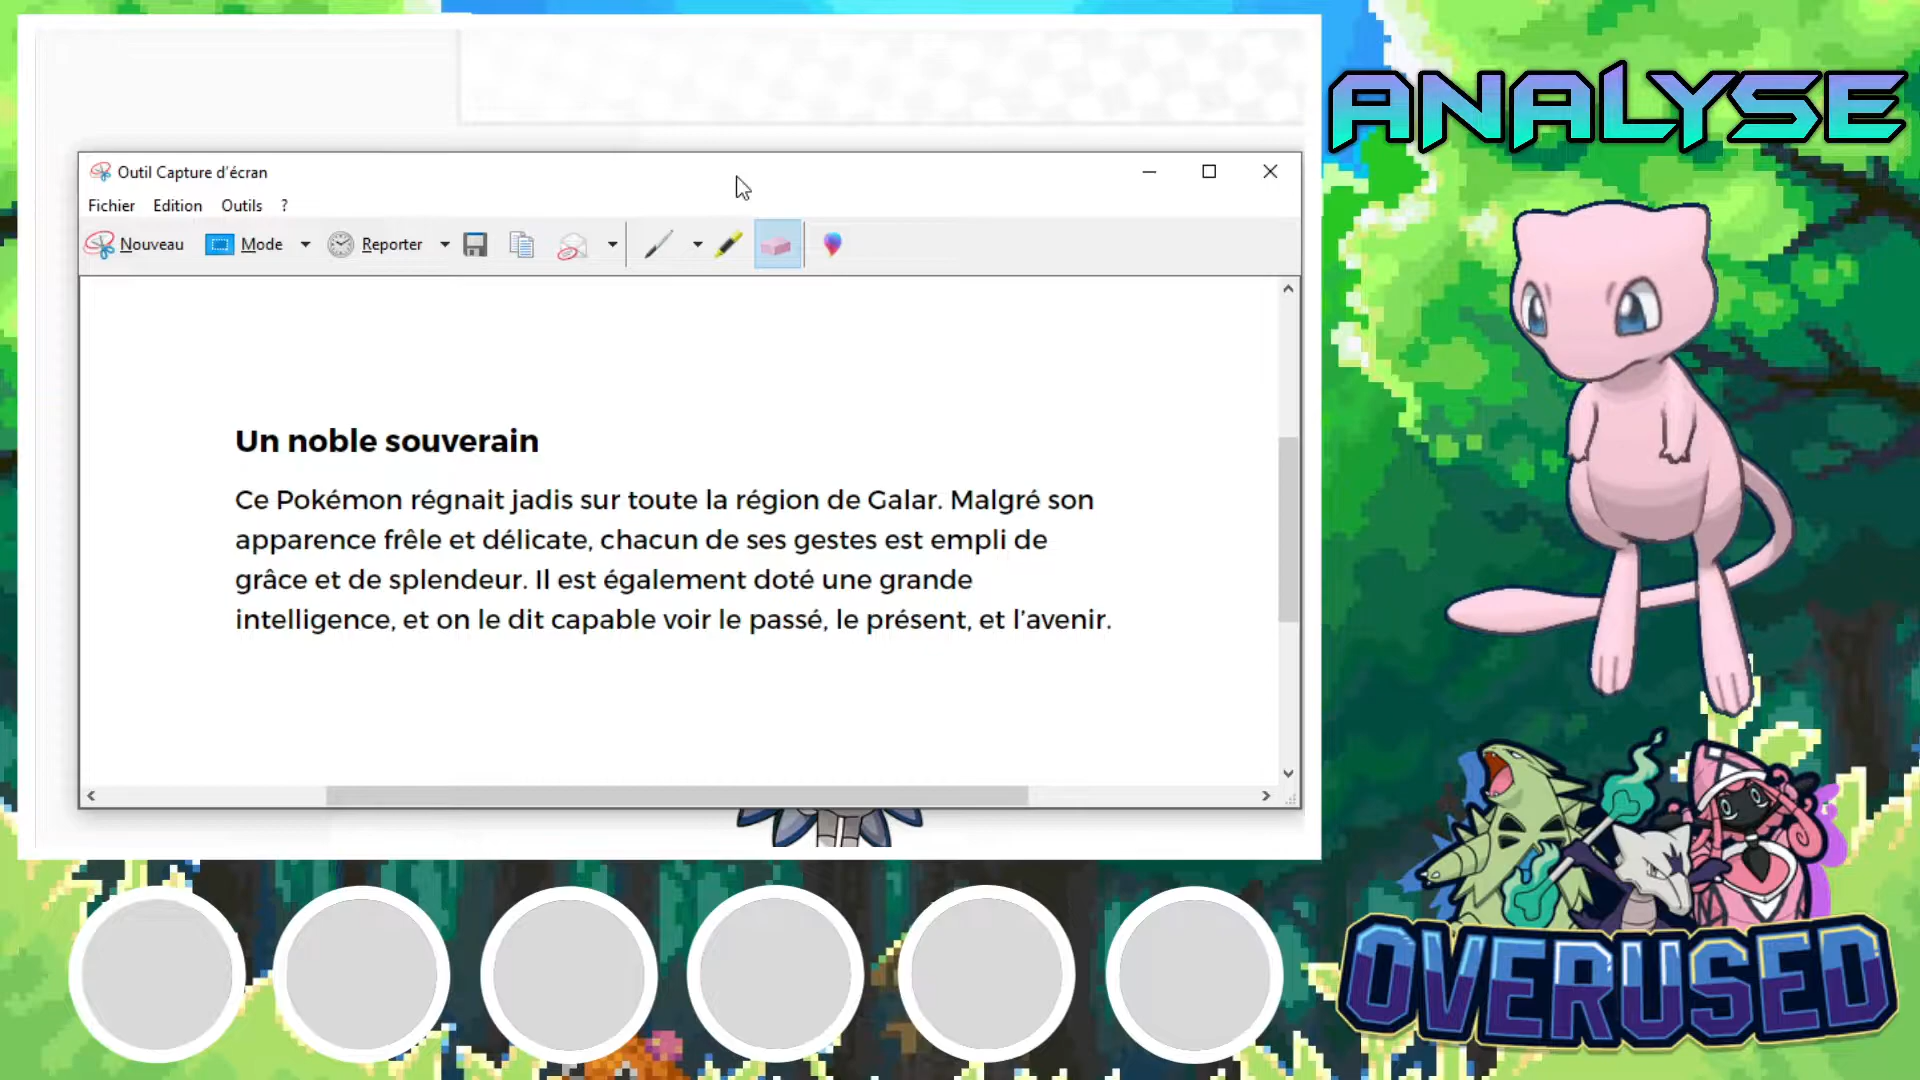 ANALYSE
Outil Capture d'écran
Fichier Edition Outils ?
Nouveau Mode Reporter
Un noble souverain
Ce Pokémon régnait jadis sur toute la région de Galar. Malgré son
apparence frêle et délicate, chacun de ses gestes est empli de
grâce et de splendeur. Il est également doté une grande
intelligence, et on le dit capable voir le passé, le présent, et l'avenir.
OVERUSED